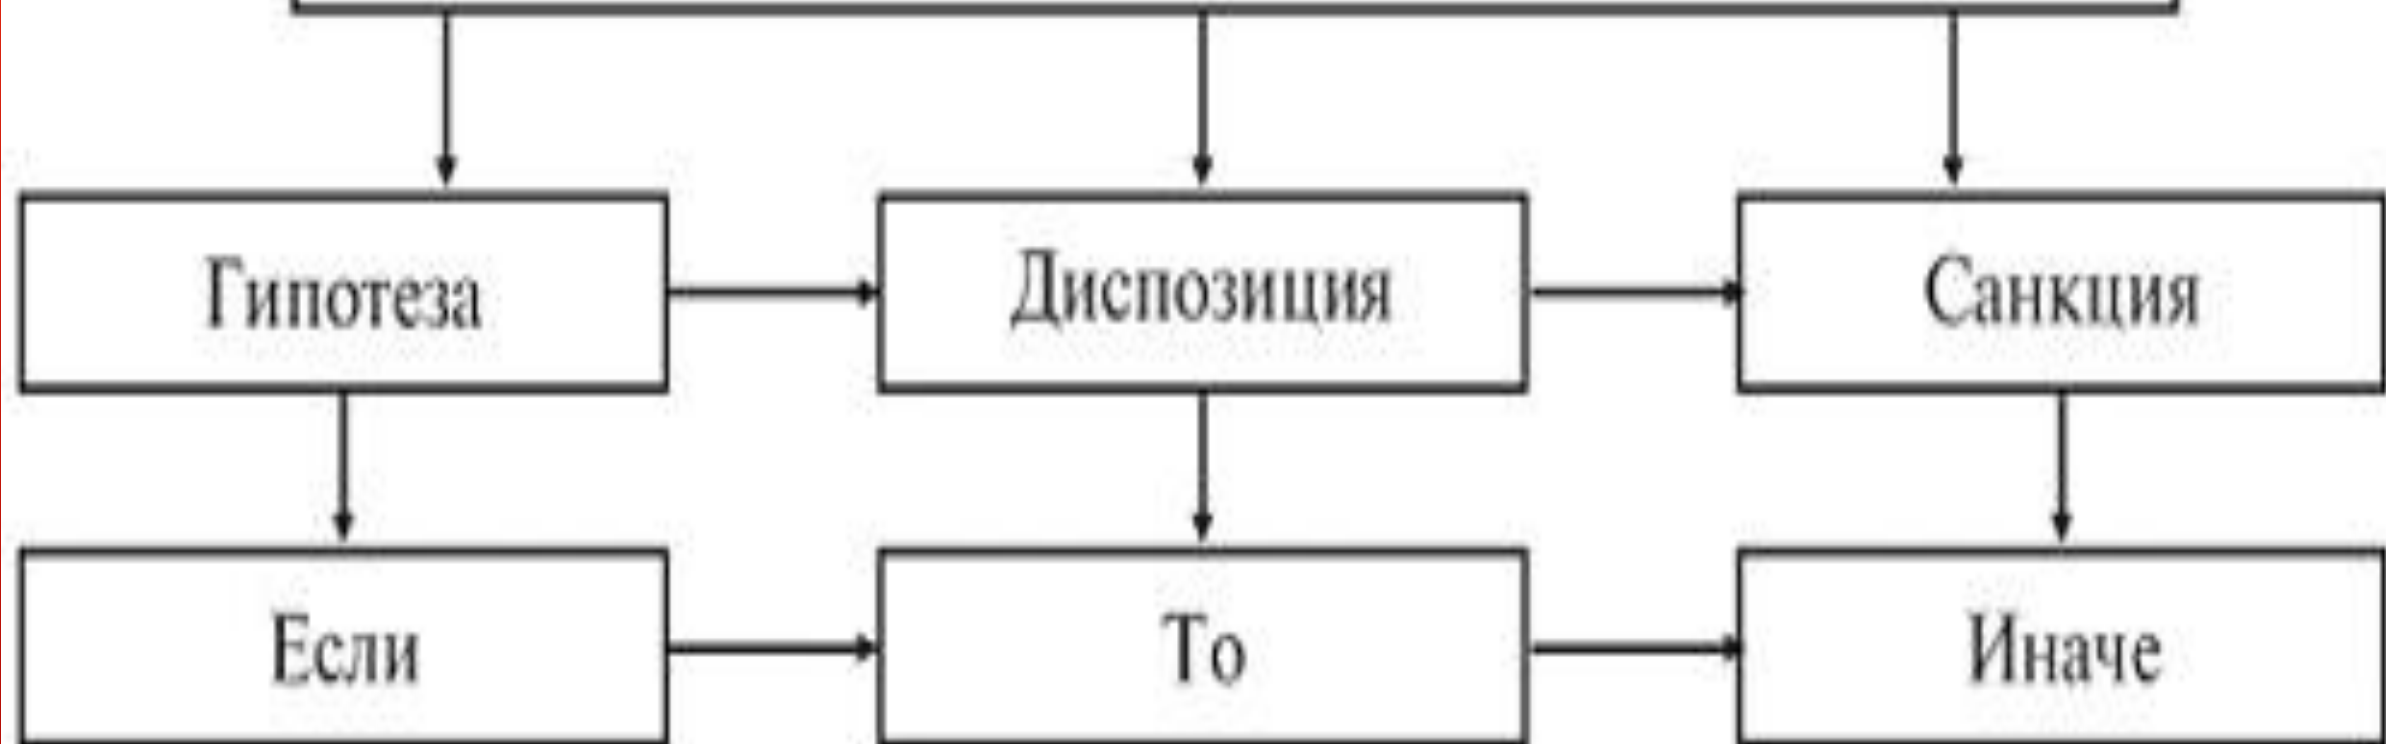 Гипотеза
Диспозиция
Санкция
Если
То
Иначе